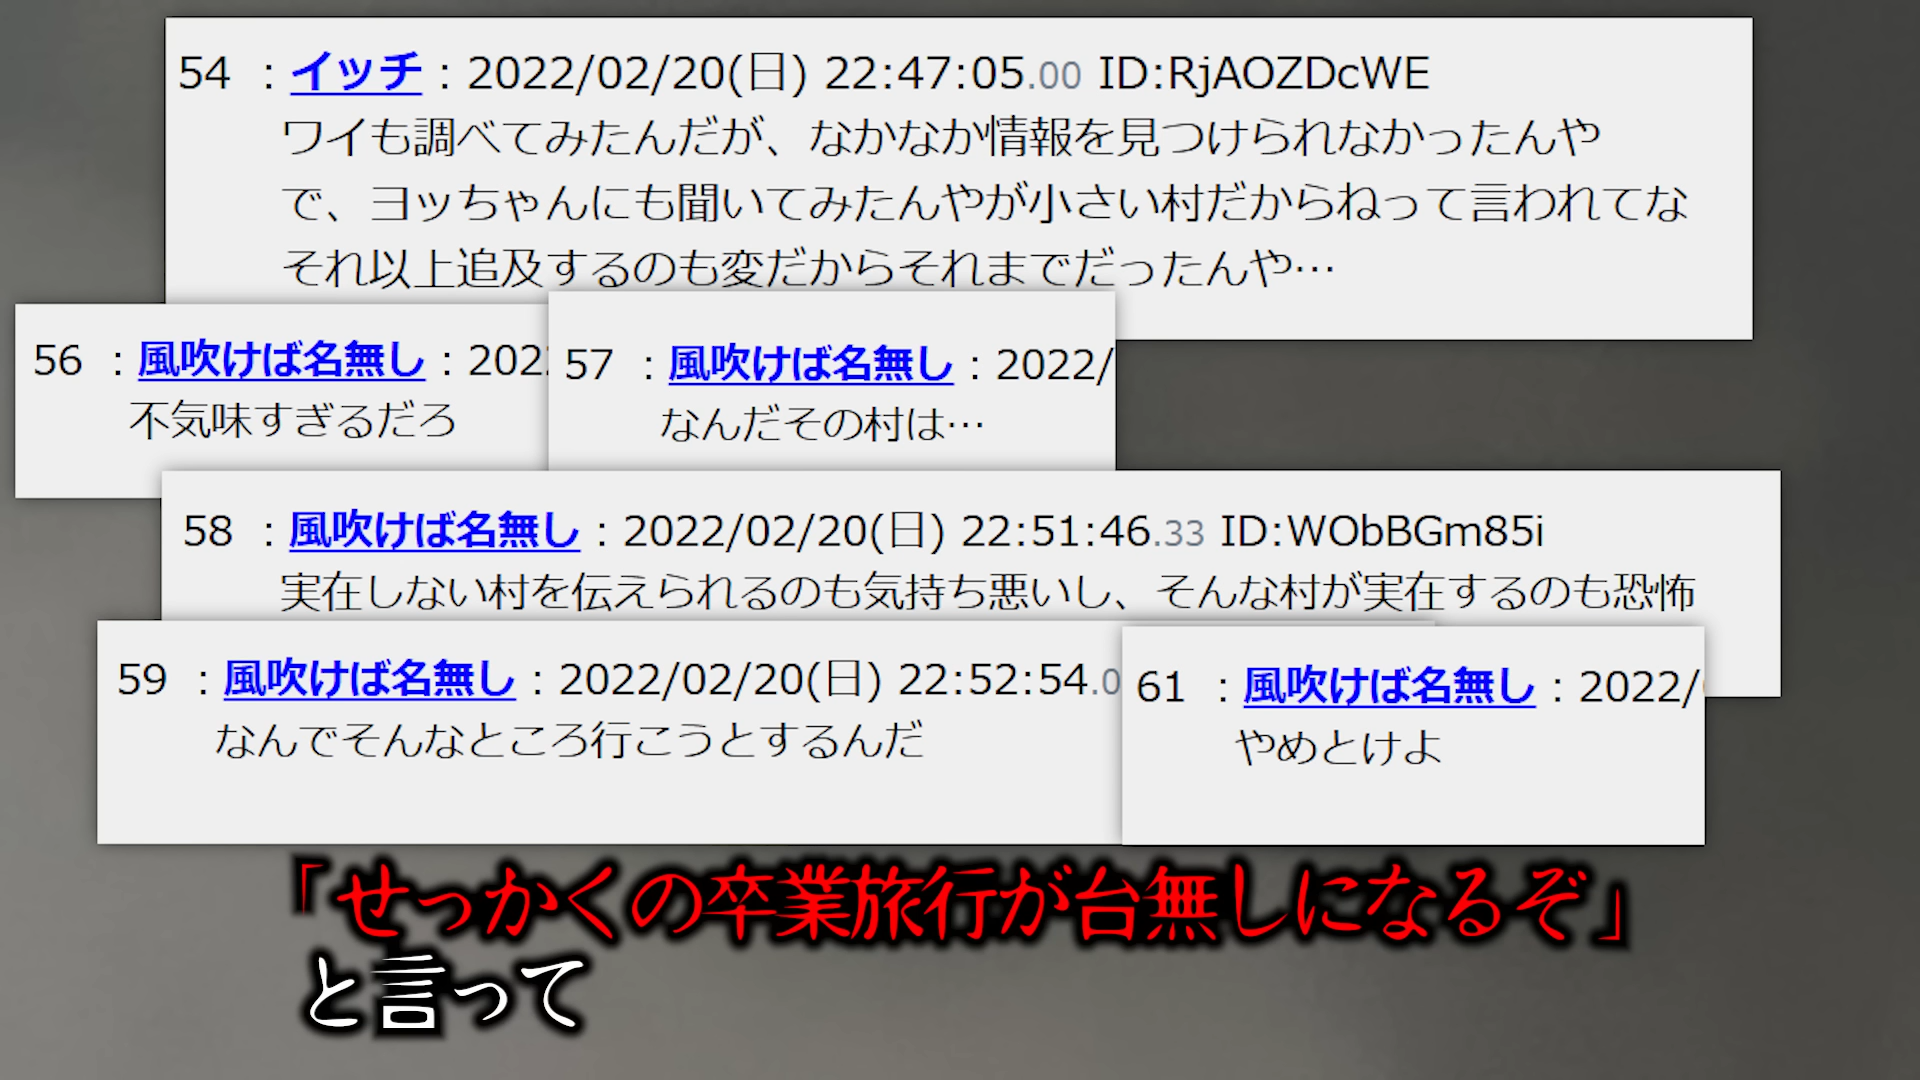 54 ：イッチ：2022/02/20(日) 22:47:05.00 ID:RjAOZDcWE
ワイも調べてみたんだが、なかなか情報を見つけられなかったんや
で、ヨッちゃんにも聞いてみたんやが小さい村だからねって言われてな
それ以上追及するのも変だからそれまでだったんや…
56 ：風吹けば名無し：202
不気味すぎるだろ
57 ：風吹けば名無し：2022/
なんだその村は…
58 ：風吹けば名無し：2022/02/20(日) 22:51:46.33 ID:WObBGm85i
実在しない村を伝えられるのも気持ち悪いし、そんな村が実在するのも恐怖
59 ：風吹けば名無し：2022/02/20(日) 22:52:54.0
なんでそんなところ行こうとするんだ
61 ：風吹けば名無し：2022/
やめとけよ
「せっかくの卒業旅行が台無しになるぞ」
と言って